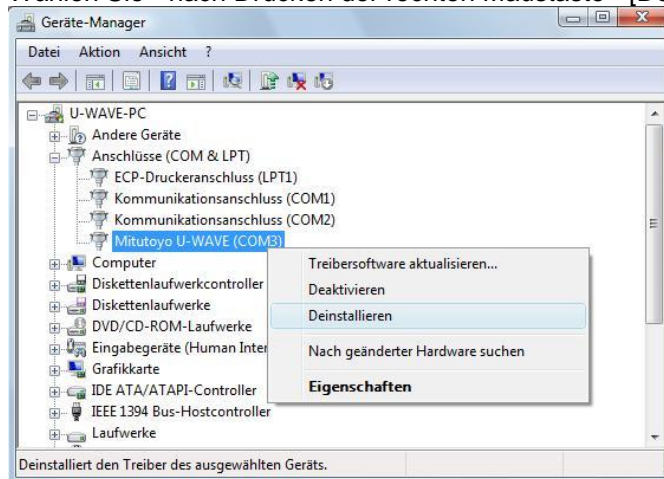 Geräte-Manager
Datei Aktion Ansicht ?
U-WAVE-PC
Andere Geräte
Anschlüsse (COM & LPT)
ECP-Druckeranschluss (LPT1)
Kommunikationsanschluss (COM1)
Kommunikationsanschluss (COM2)
Mitutoyo U-WAVE (COM3)
Computer
Diskettenlaufwerkcontroller
Diskettenlaufwerke
DVD/CD-ROM-Laufwerke
Eingabegeräte (Human Inter
Grafikkarte
IDE ATA/ATAPI-Controller
IEEE 1394 Bus-Hostcontroller
Laufwerke
Treibersoftware aktualisieren...
Deaktivieren
Deinstallieren
Nach geänderter Hardware suchen
Eigenschaften
Deinstalliert den Treiber des ausgewählten Geräts.